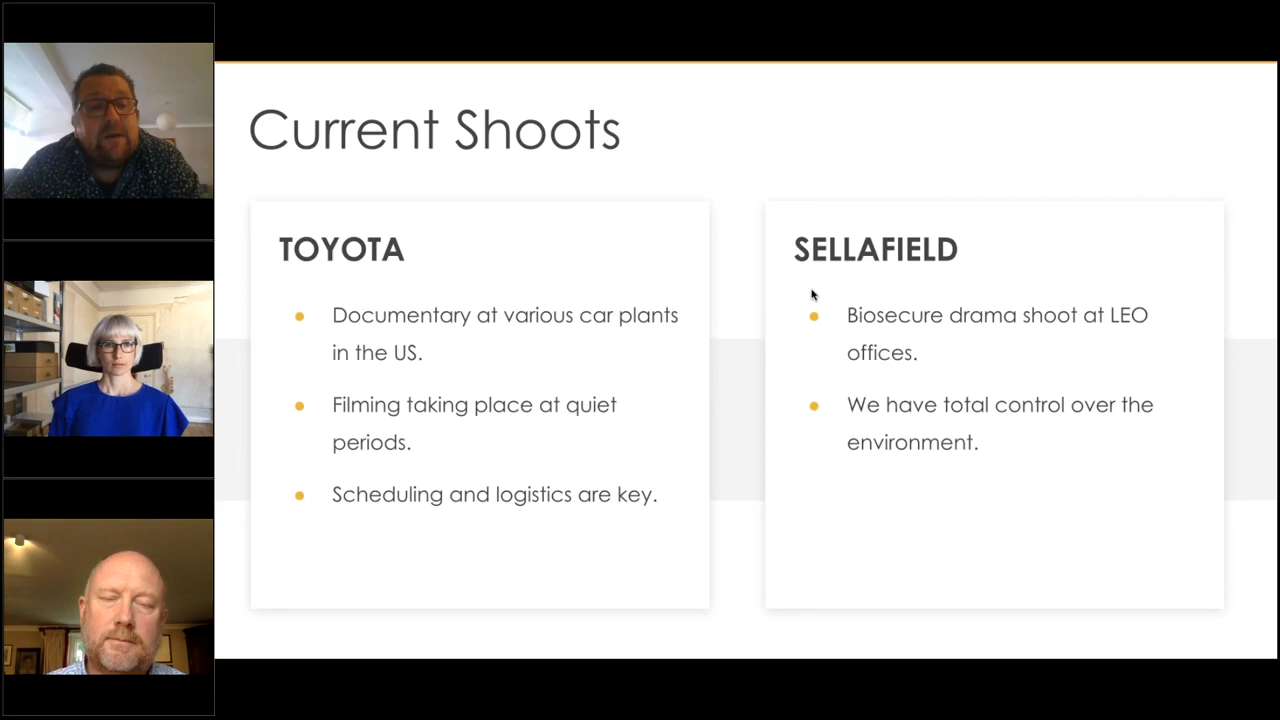 Current Shoots
TOYOTA
Documentary at various car plants
in the US.
Filming taking place at quiet
periods.
Scheduling and logistics are key.
SELLAFIELD
Biosecure drama shoot at LEO
offices.
We have total control over the
environment.